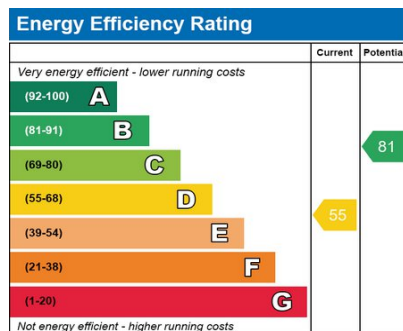 Energy Efficiency Rating
Current Potential
Very energy efficient - lower running costs
(92-100) A
(81-91) B
81
(69-80) C
(55-68) D
55
(39-54) E
(21-38) F
(1-20) G
Not energy efficient - higher running costs